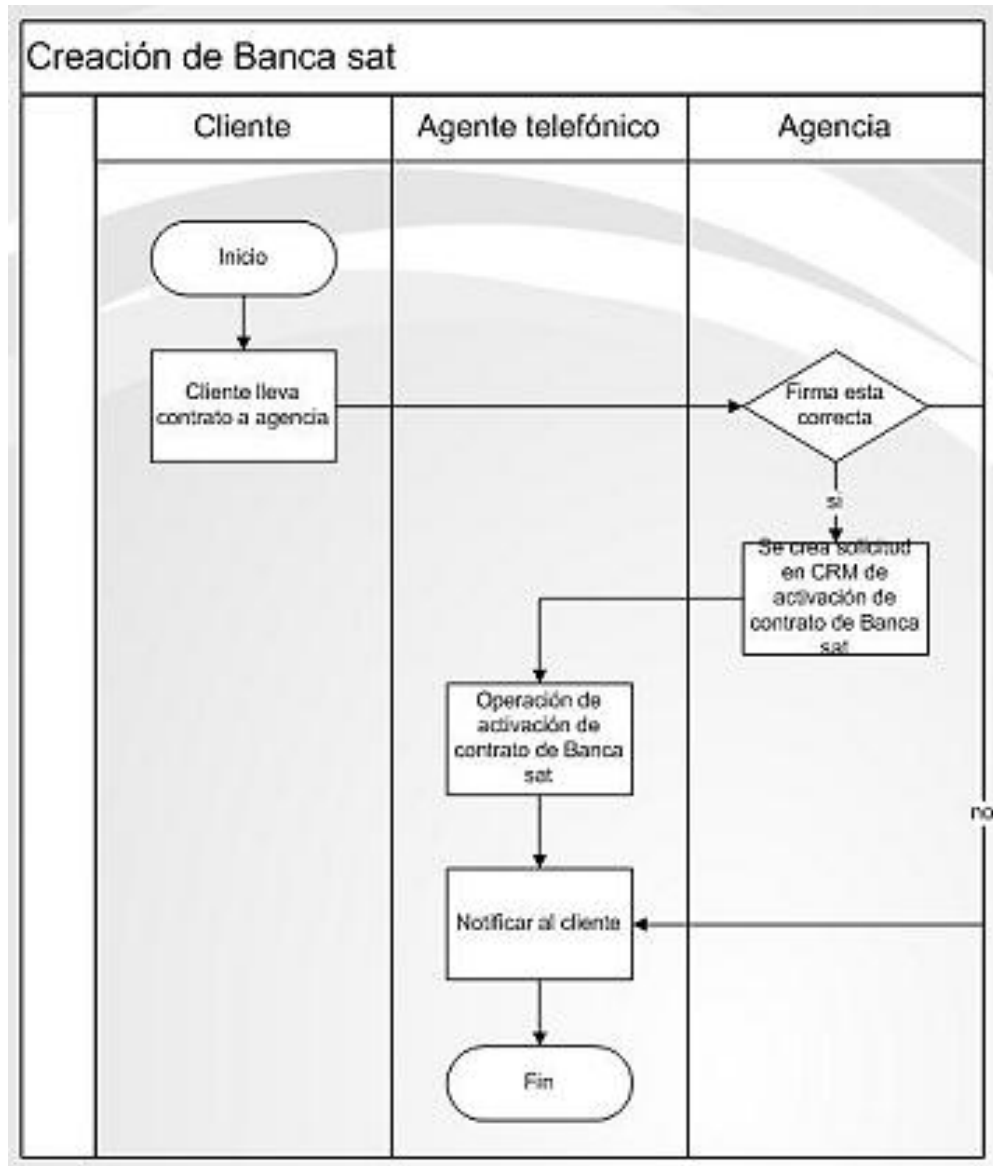 Creación de Banca sat
Cliente
Agente telefónico
Agencia
Inicio
Cliente lleva
contrato a agencia
Firma esta
correcta
si
Se crea solicitud
en CRM de
activación de
contrato de Banca
sat
Operación de
activación de
contrato de Banca
sat
no
Notificar al cliente
Fin